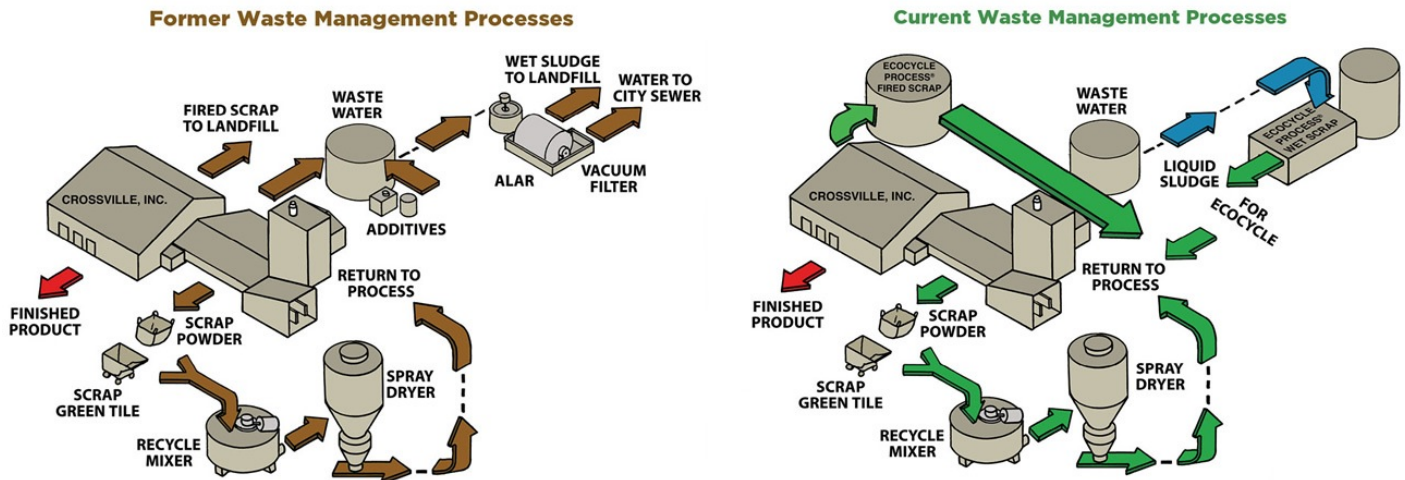 Former Waste Management Processes
WET SLUDGE
TO LANDFILL
WATER TO
CITY SEWER
WASTE
WATER
FIRED SCRAP
TO LANDFILL
ALAR
VACUUM
FILTER
CROSSVILLE, INC.
ADDITIVES
RETURN TO
PROCESS
FINISHED
PRODUCT
SCRAP
POWDER
SCRAP
GREEN TILE
SPRAY
DRYER
RECYCLE
MIXER
Current Waste Management Processes
ECOCYCLE
PROCESS®
FIRED SCRAP
WASTE
WATER
ECOCYCLE
PROCESS®
WET SCRAP
LIQUID
SLUDGE
CROSSVILLE, INC.
FOR
ECOCYCLE
RETURN TO
PROCESS
FINISHED
PRODUCT
SCRAP
POWDER
SCRAP
GREEN TILE
SPRAY
DRYER
RECYCLE
MIXER